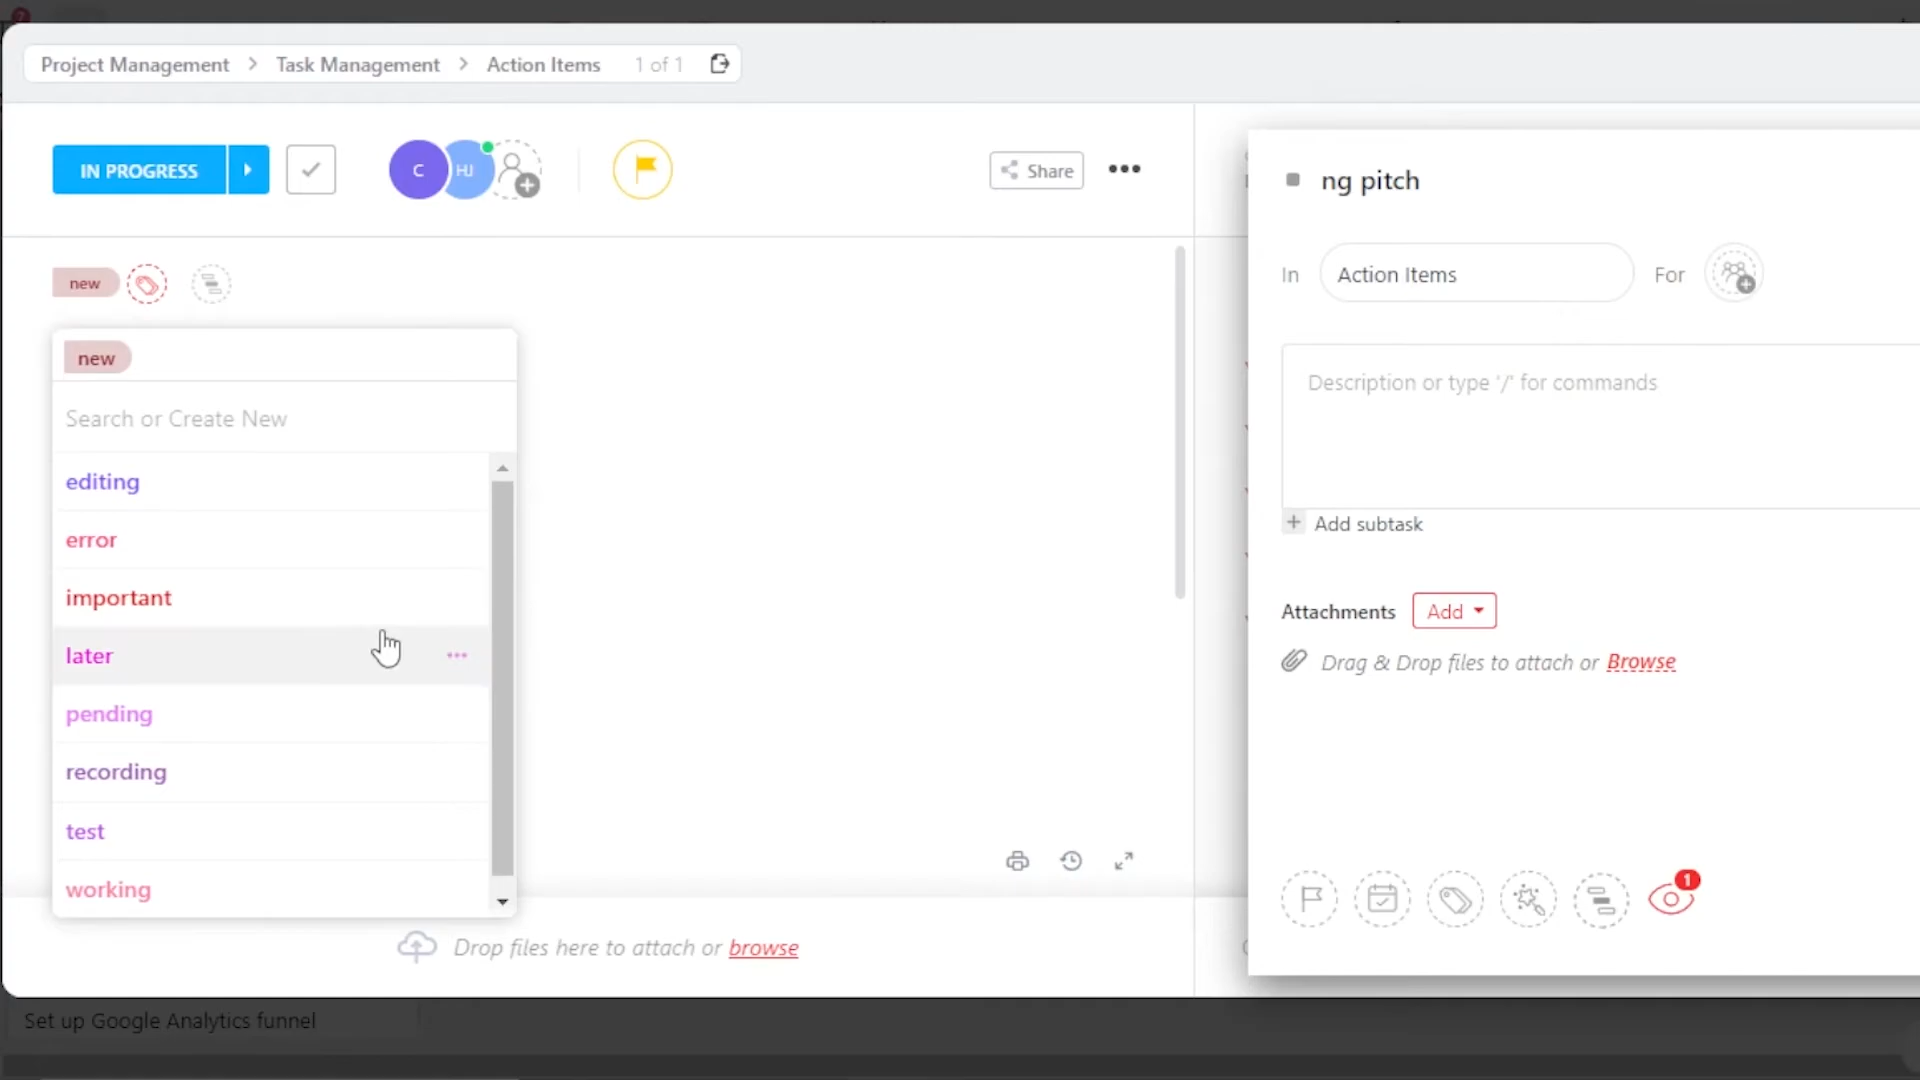 Project Management > Task Management > Action Items 1 of 1
IN PROGRESS
C
HJ
Share
new
new
Search or Create New
editing
error
important
later
pending
recording
test
working
Drop files here to attach or browse
ng pitch
In Action Items For
Description or type '/' for commands
+ Add subtask
Attachments Add
Drag & Drop files to attach or Browse
1
Set up Google Analytics funnel